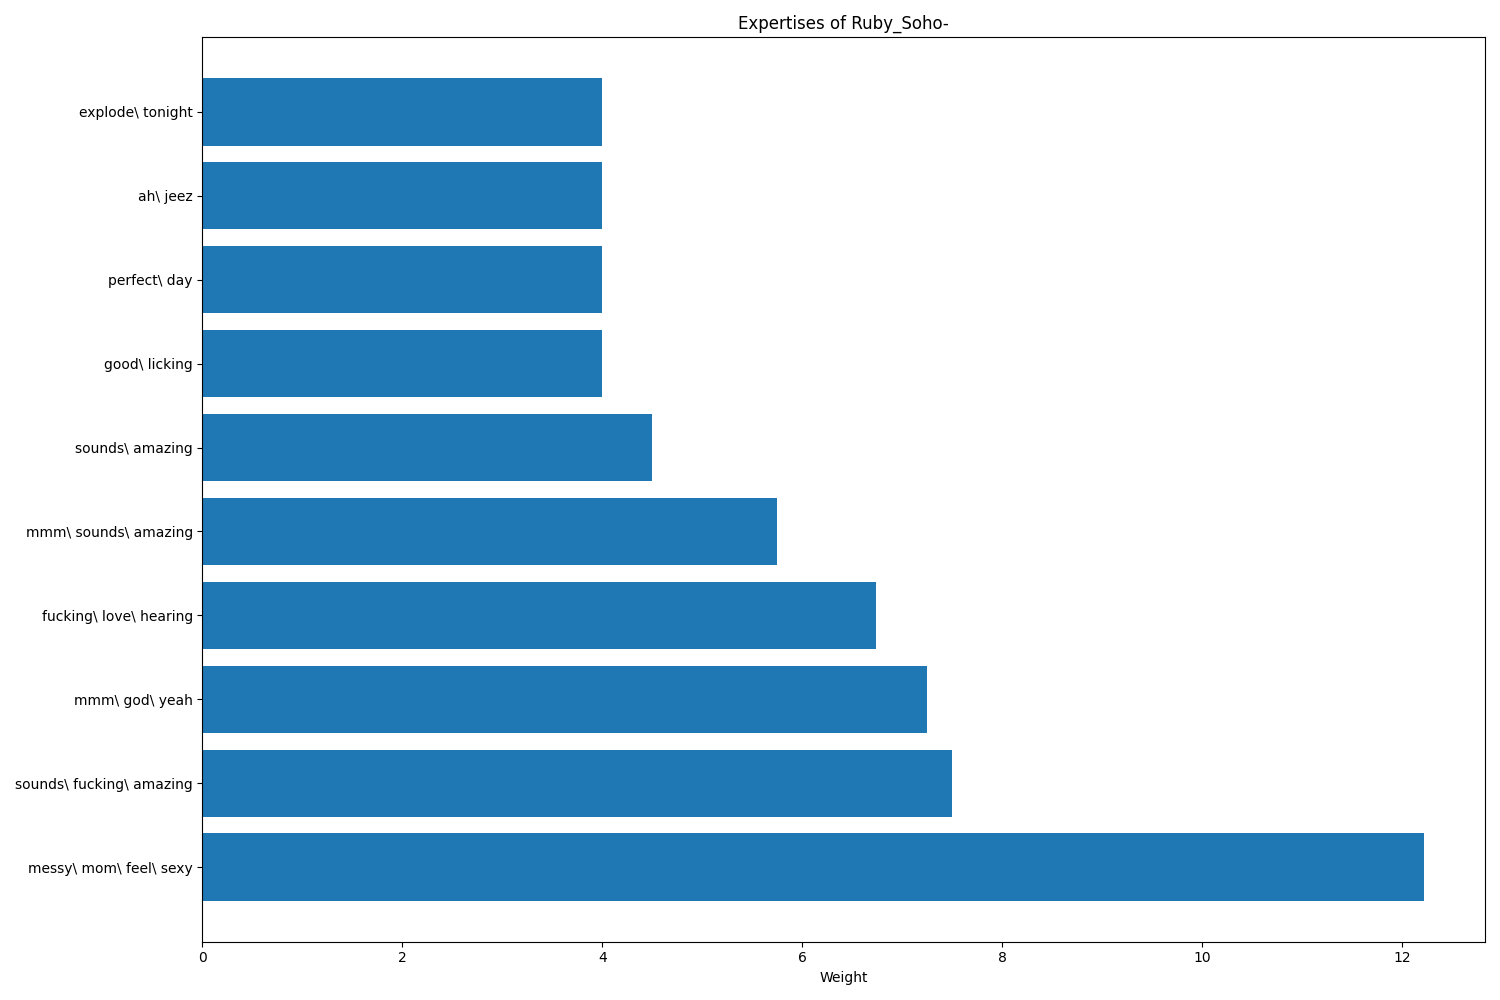 Expertises of Ruby_Soho-
explode\ tonight
ah\ jeez
perfect\ day
good\ licking
sounds\ amazing
mmm\ sounds\ amazing
fucking\ love\ hearing
mmm\ god\ yeah
sounds\ fucking\ amazing
messy\ mom\ feel\ sexy
0 2 4 6 8 10 12
Weight